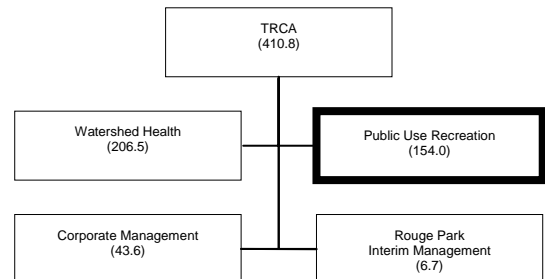 TRCA
(410.8)
Watershed Health
(206.5)
Public Use Recreation
(154.0)
Corporate Management
(43.6)
Rouge Park
Interim Management
(6.7)